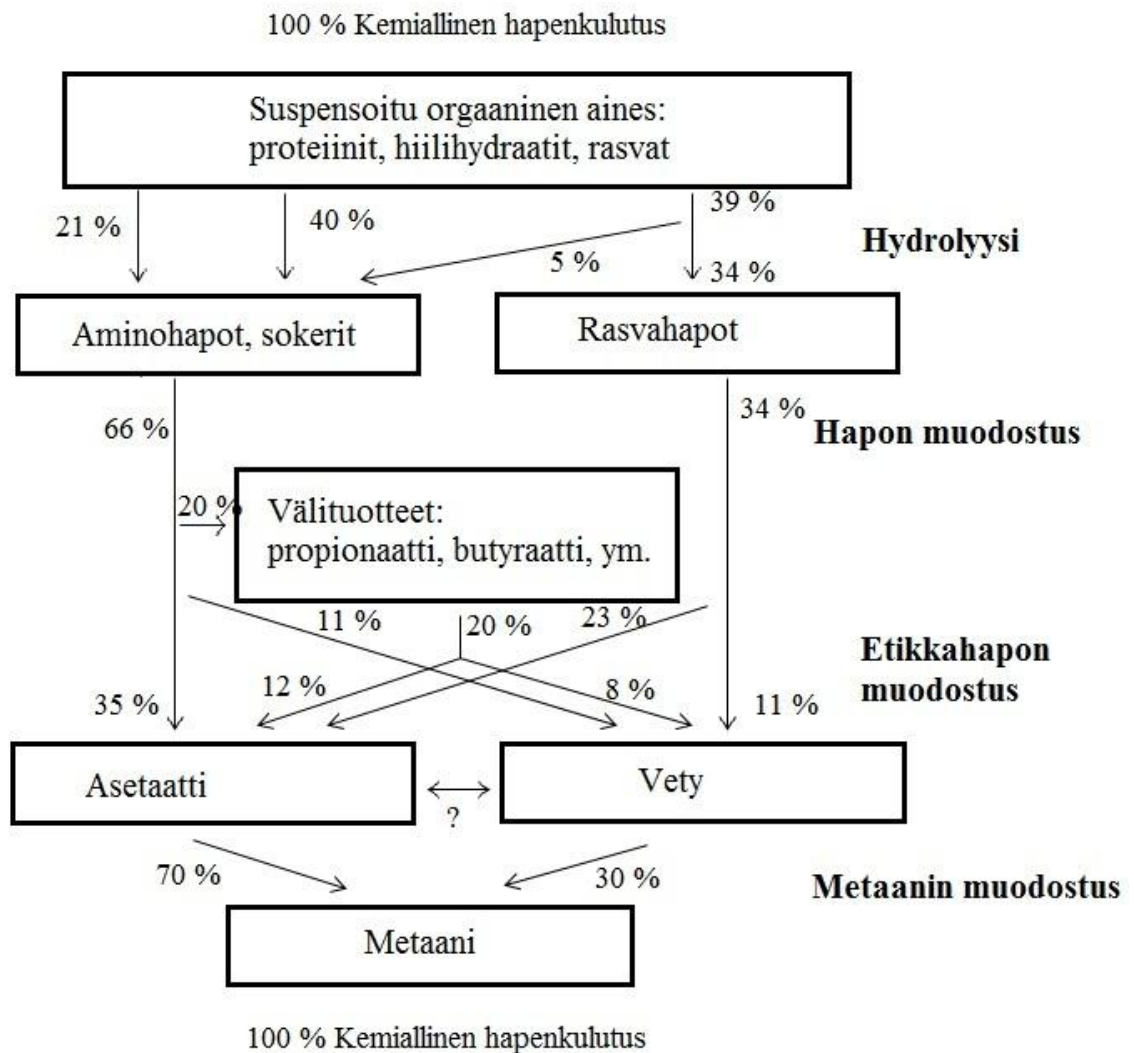 100 % Kemiallinen hapenkulutus
Suspensoitu orgaaninen aines:
proteiinit, hiilihydraatit, rasvat
21 %
40 %
39 %
Hydrolyysi
5 %
34 %
Aminohapot, sokerit
Rasvahapot
66 %
34 %
Hapon muodostus
20 %
Välituotteet:
propionaatti, butyraatti, ym.
11 %
20 %
23 %
Etikkahapon
muodostus
12 %
8 %
35 %
11 %
Asetaatti
Vety
?
70 %
30 %
Metaanin muodostus
Metaani
100 % Kemiallinen hapenkulutus